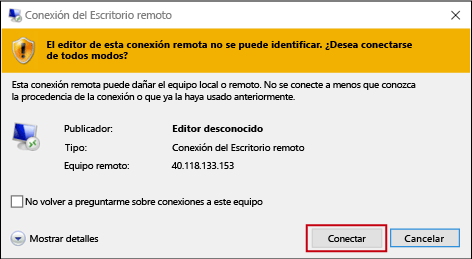 Conexión del Escritorio remoto
El editor de esta conexión remota no se puede identificar. ¿Desea conectarse
de todos modos?
Esta conexión remota puede dañar el equipo local o remoto. No se conecte a menos que conozca
la procedencia de la conexión o que ya la haya usado anteriormente.
Publicador: Editor desconocido
Tipo: Conexión del Escritorio remoto
Equipo remoto: 40.118.133.153
No volver a preguntarme sobre conexiones a este equipo
Mostrar detalles Conectar Cancelar